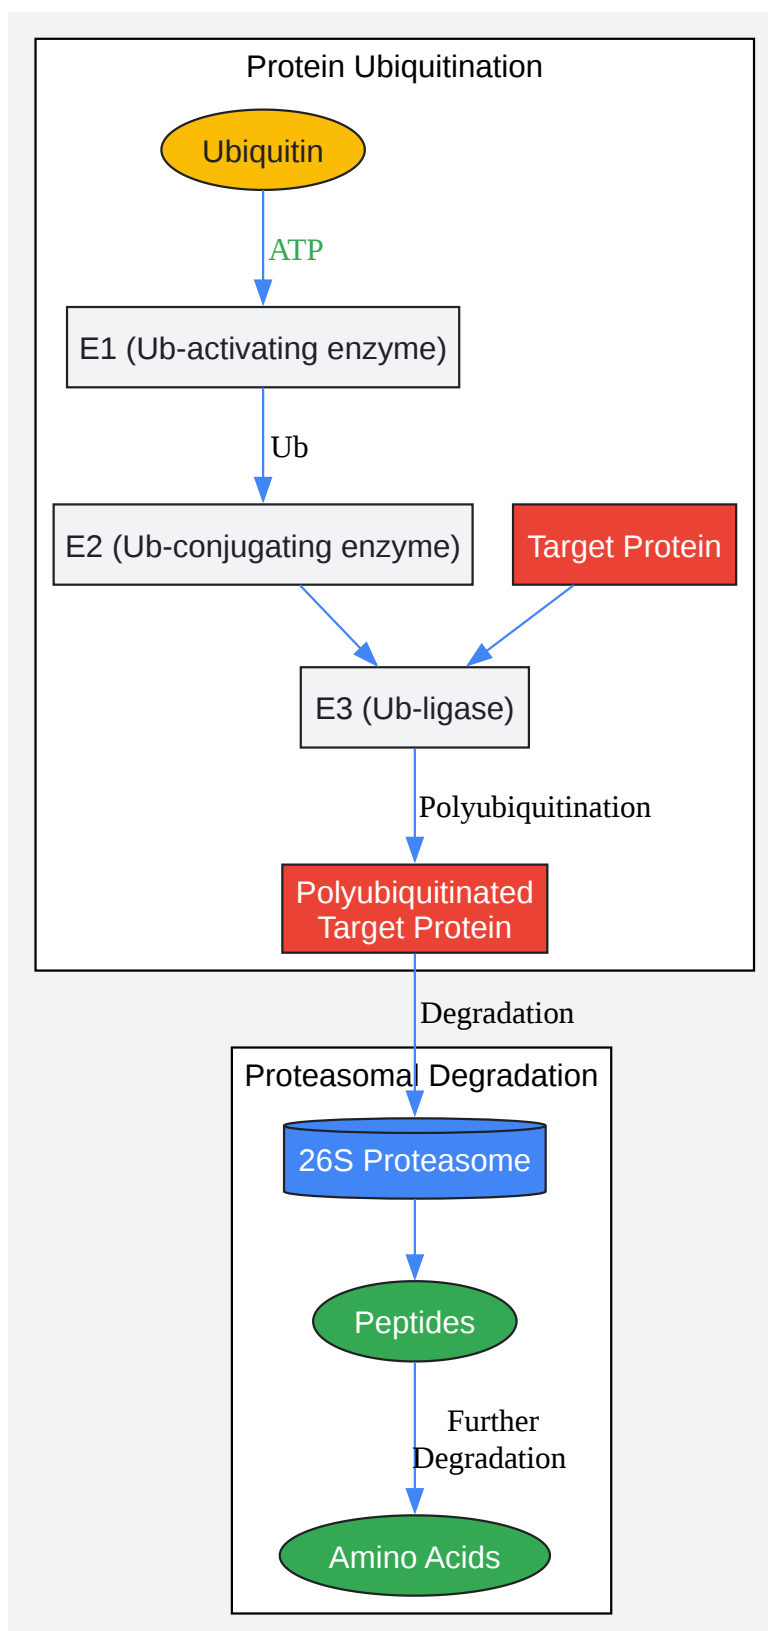 Protein Ubiquitination
Ubiquitin
ATP
E1 (Ub-activating enzyme)
Ub
E2 (Ub-conjugating enzyme)
Target Protein
E3 (Ub-ligase)
Polyubiquitination
Polyubiquitinated
Target Protein
Degradation
Proteasomal Degradation
26S Proteasome
Peptides
Further
Degradation
Amino Acids